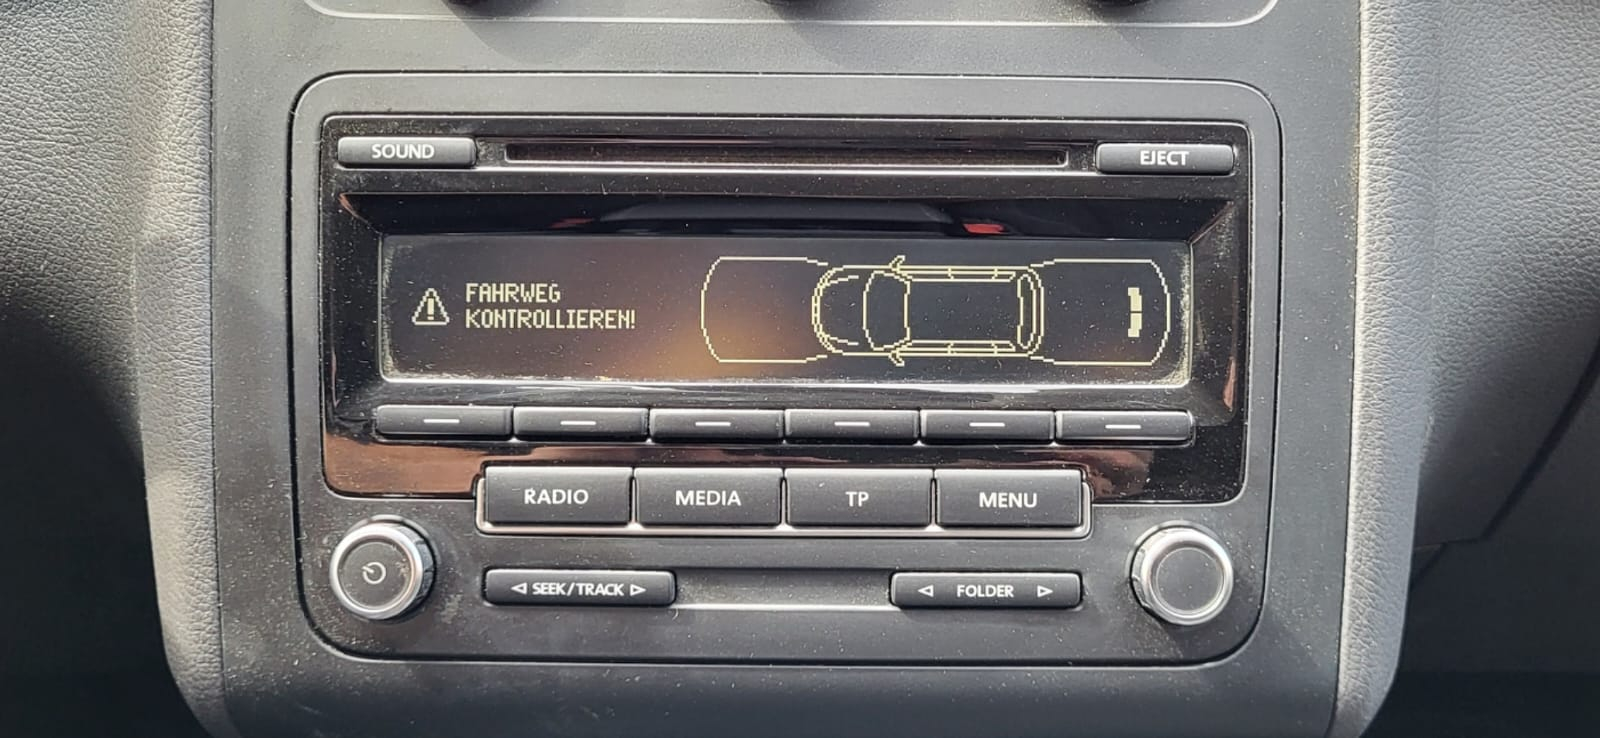 SOUND
EJECT
FAHRWEG
KONTROLLIEREN!
RADIO
MEDIA
TP
MENU
SEEK/TRACK
FOLDER